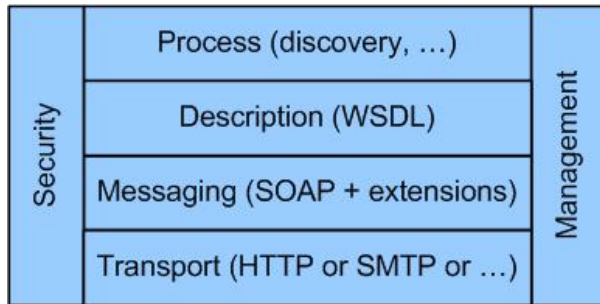 Security
Process (discovery, …)
Description (WSDL)
Messaging (SOAP + extensions)
Transport (HTTP or SMTP or …)
Management